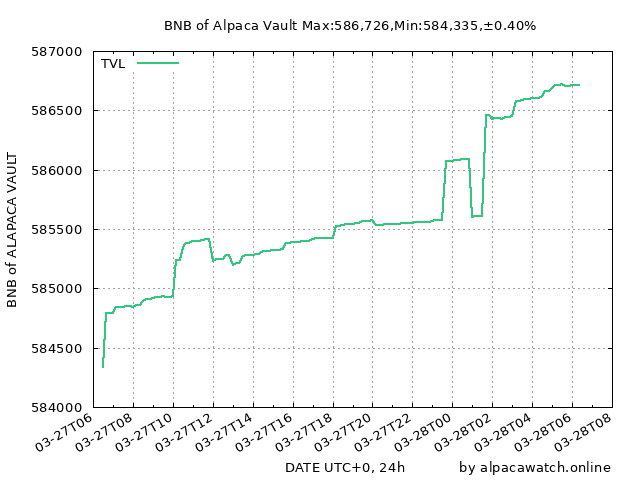 BNB of Alpaca Vault Max:586,726,Min:584,335,±0.40%
TVL
587000
586500
586000
585500
585000
584500
584000
BNB of ALAPACA VAULT
03-27T06
03-27T08
03-27T10
03-27T12
03-27T14
03-27T16
03-27T18
03-27T20
03-27T22
03-28T00
03-28T02
03-28T04
03-28T06
03-28T08
DATE UTC+0, 24h
by alpacawatch.online